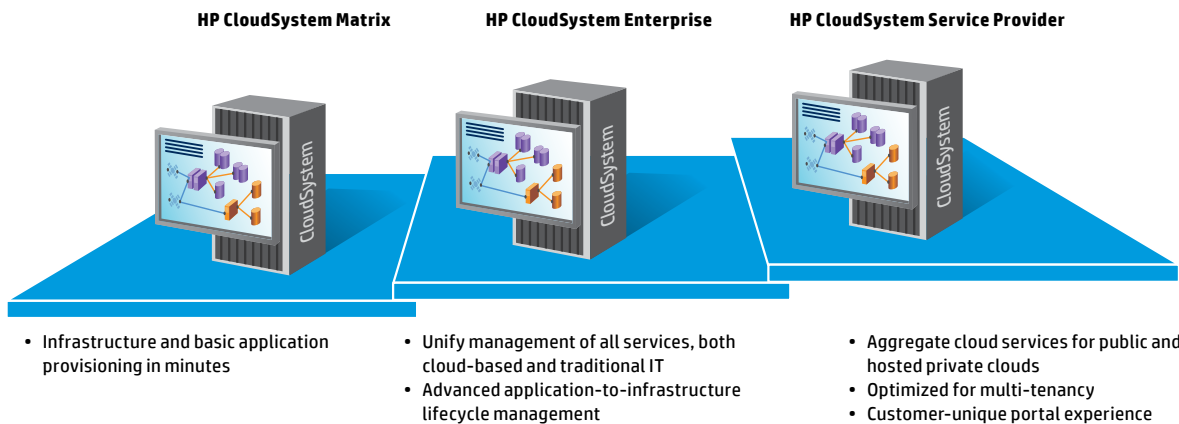 HP CloudSystem Matrix
HP CloudSystem Enterprise
HP CloudSystem Service Provider
CloudSystem
CloudSystem
CloudSystem
• Infrastructure and basic application
provisioning in minutes
• Unify management of all services, both
cloud-based and traditional IT
• Advanced application-to-infrastructure
lifecycle management
• Aggregate cloud services for public and
hosted private clouds
• Optimized for multi-tenancy
• Customer-unique portal experience